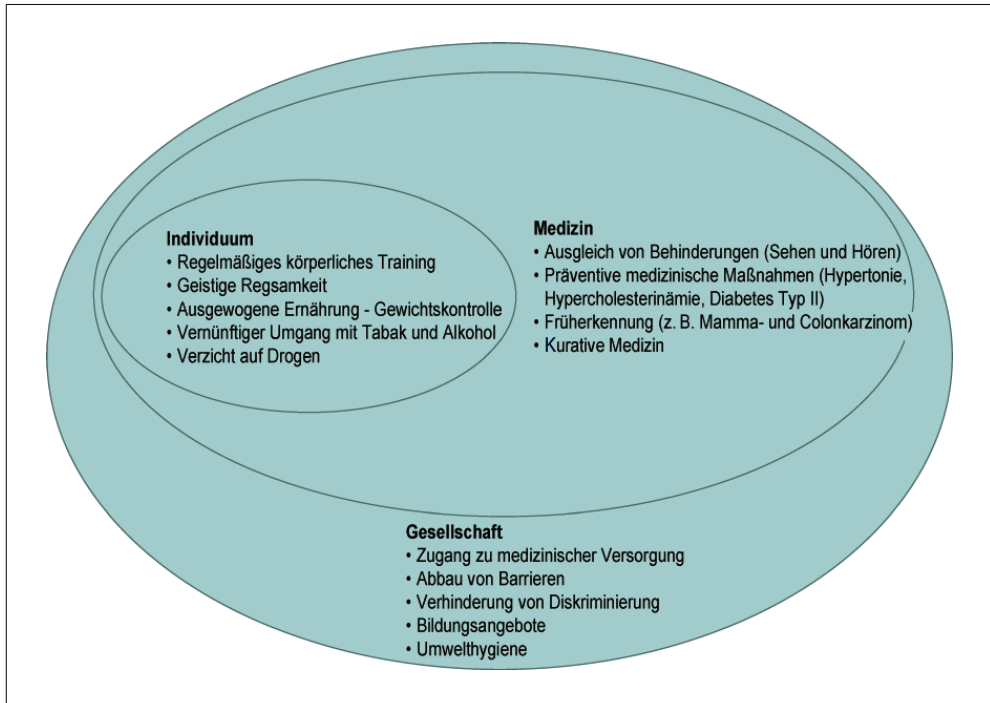 Individuum
• Regelmäßiges körperliches Training
• Geistige Regsamkeit
• Ausgewogene Ernährung - Gewichtskontrolle
• Vernünftiger Umgang mit Tabak und Alkohol
• Verzicht auf Drogen
Medizin
• Ausgleich von Behinderungen (Sehen und Hören)
• Präventive medizinische Maßnahmen (Hypertonie,
Hypercholesterinämie, Diabetes Typ II)
• Früherkennung (z. B. Mamma- und Colonkarzinom)
• Kurative Medizin
Gesellschaft
• Zugang zu medizinischer Versorgung
• Abbau von Barrieren
• Verhinderung von Diskriminierung
• Bildungsangebote
• Umwelthygiene